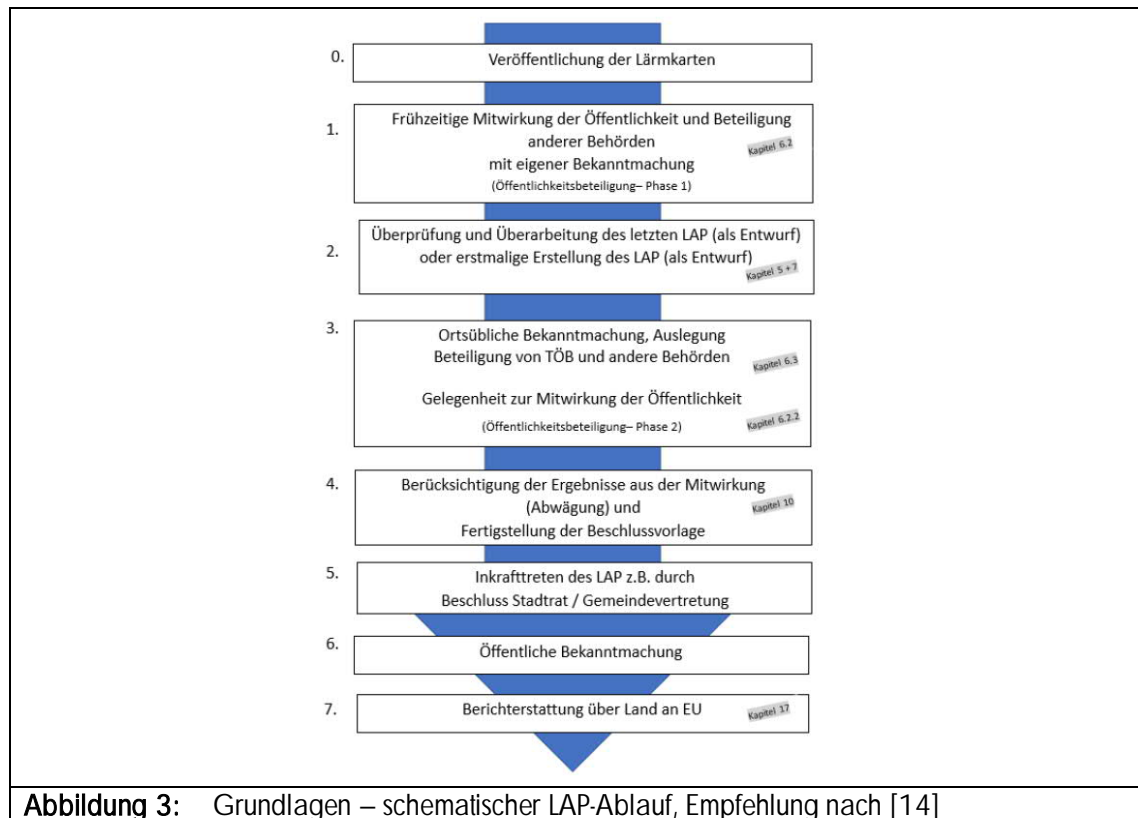 0.
Veröffentlichung der Lärmkarten
1.
Frühzeitige Mitwirkung der Öffentlichkeit und Beteiligung
anderer Behörden
Kapitel 6.2
mit eigener Bekanntmachung
(Öffentlichkeitsbeteiligung– Phase 1)
2.
Überprüfung und Überarbeitung des letzten LAP (als Entwurf)
oder erstmalige Erstellung des LAP (als Entwurf)
Kapitel 5 + 7
3.
Ortsübliche Bekanntmachung, Auslegung
Beteiligung von TÖB und andere Behörden
Kapitel 6.3
Gelegenheit zur Mitwirkung der Öffentlichkeit
(Öffentlichkeitsbeteiligung– Phase 2)
Kapitel 6.2.2
4.
Berücksichtigung der Ergebnisse aus der Mitwirkung
(Abwägung) und
Kapitel 10
Fertigstellung der Beschlussvorlage
5.
Inkrafttreten des LAP z.B. durch
Beschluss Stadtrat / Gemeindevertretung
6.
Öffentliche Bekanntmachung
7.
Berichterstattung über Land an EU
Kapitel 17
Abbildung 3: Grundlagen – schematischer LAP-Ablauf, Empfehlung nach [14]